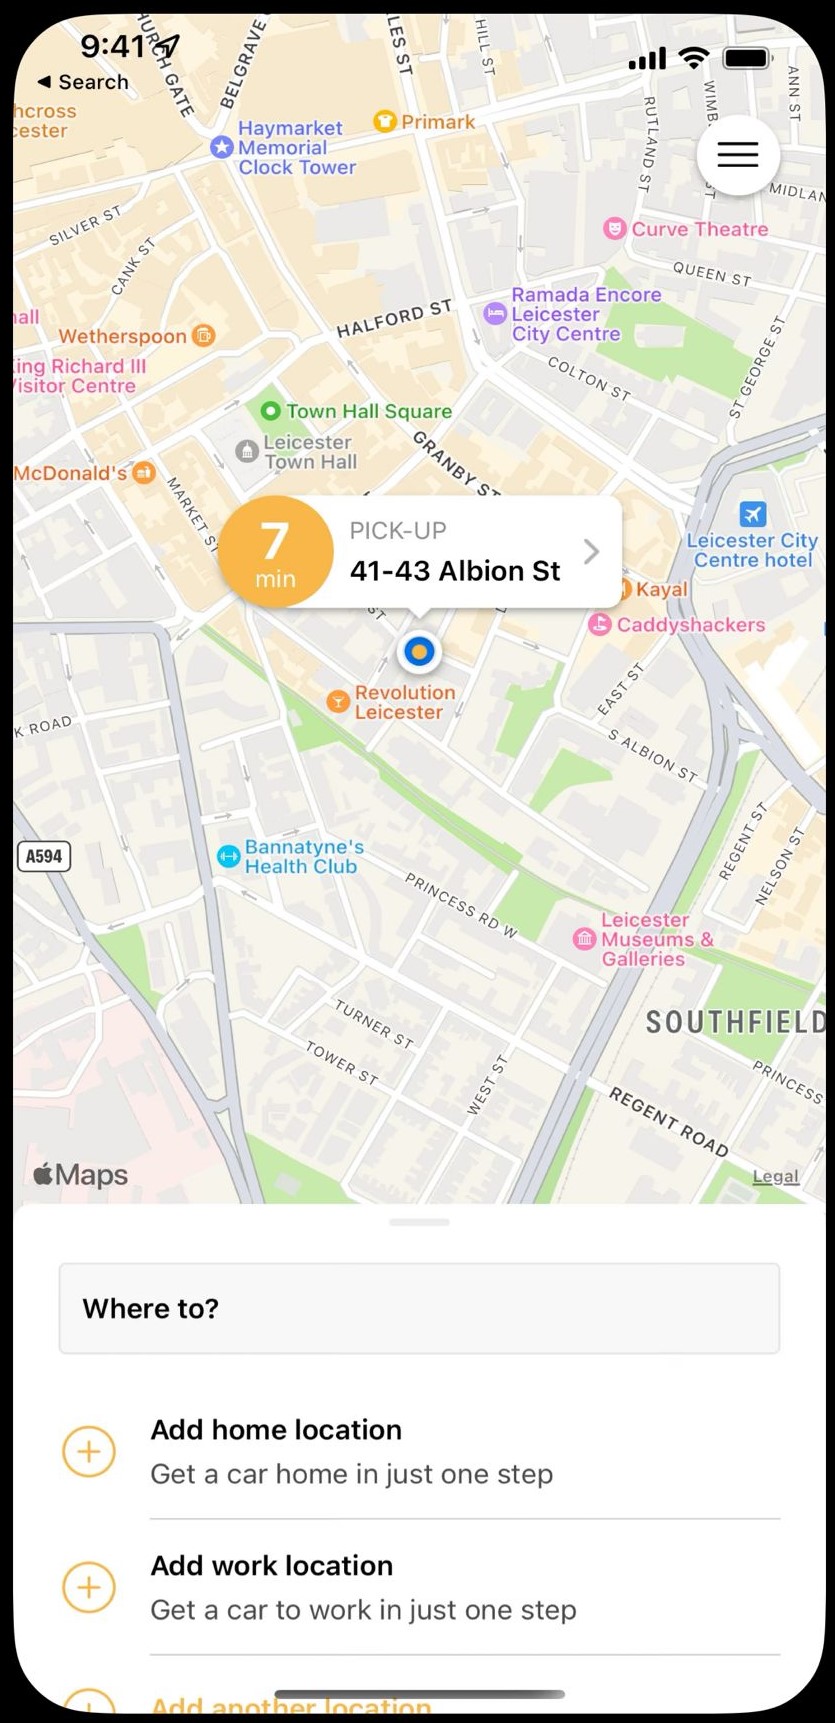 9:41
◀ Search
CHURCH GATE
BELGRAVE
LES ST
HILL ST
RUTLAND ST
ANN ST
hcross
cester
Haymarket
Memorial
Clock Tower
Primark
MIDLAN
SILVER ST
CANK ST
Curve Theatre
QUEEN ST
all
Wetherspoon
HALFORD ST
Ramada Encore
Leicester
City Centre
King Richard III
Visitor Centre
COLTON ST
ST GEORGE ST
Town Hall Square
Leicester
Town Hall
GRANBY ST
McDonald's
MARKET ST
7
min
PICK-UP
41-43 Albion St
Leicester City
Centre hotel
Kayal
Caddyshackers
ST
Revolution
Leicester
EAST ST
S ALBION ST
K ROAD
A594
Bannatyne's
Health Club
REGENT ST
NELSON ST
PRINCESS RD W
Leicester
Museums &
Galleries
SOUTHFIELD
TURNER ST
TOWER ST
WEST ST
PRINCESS
REGENT ROAD
Maps
Legal
Where to?
Add home location
Get a car home in just one step
Add work location
Get a car to work in just one step
Add another location